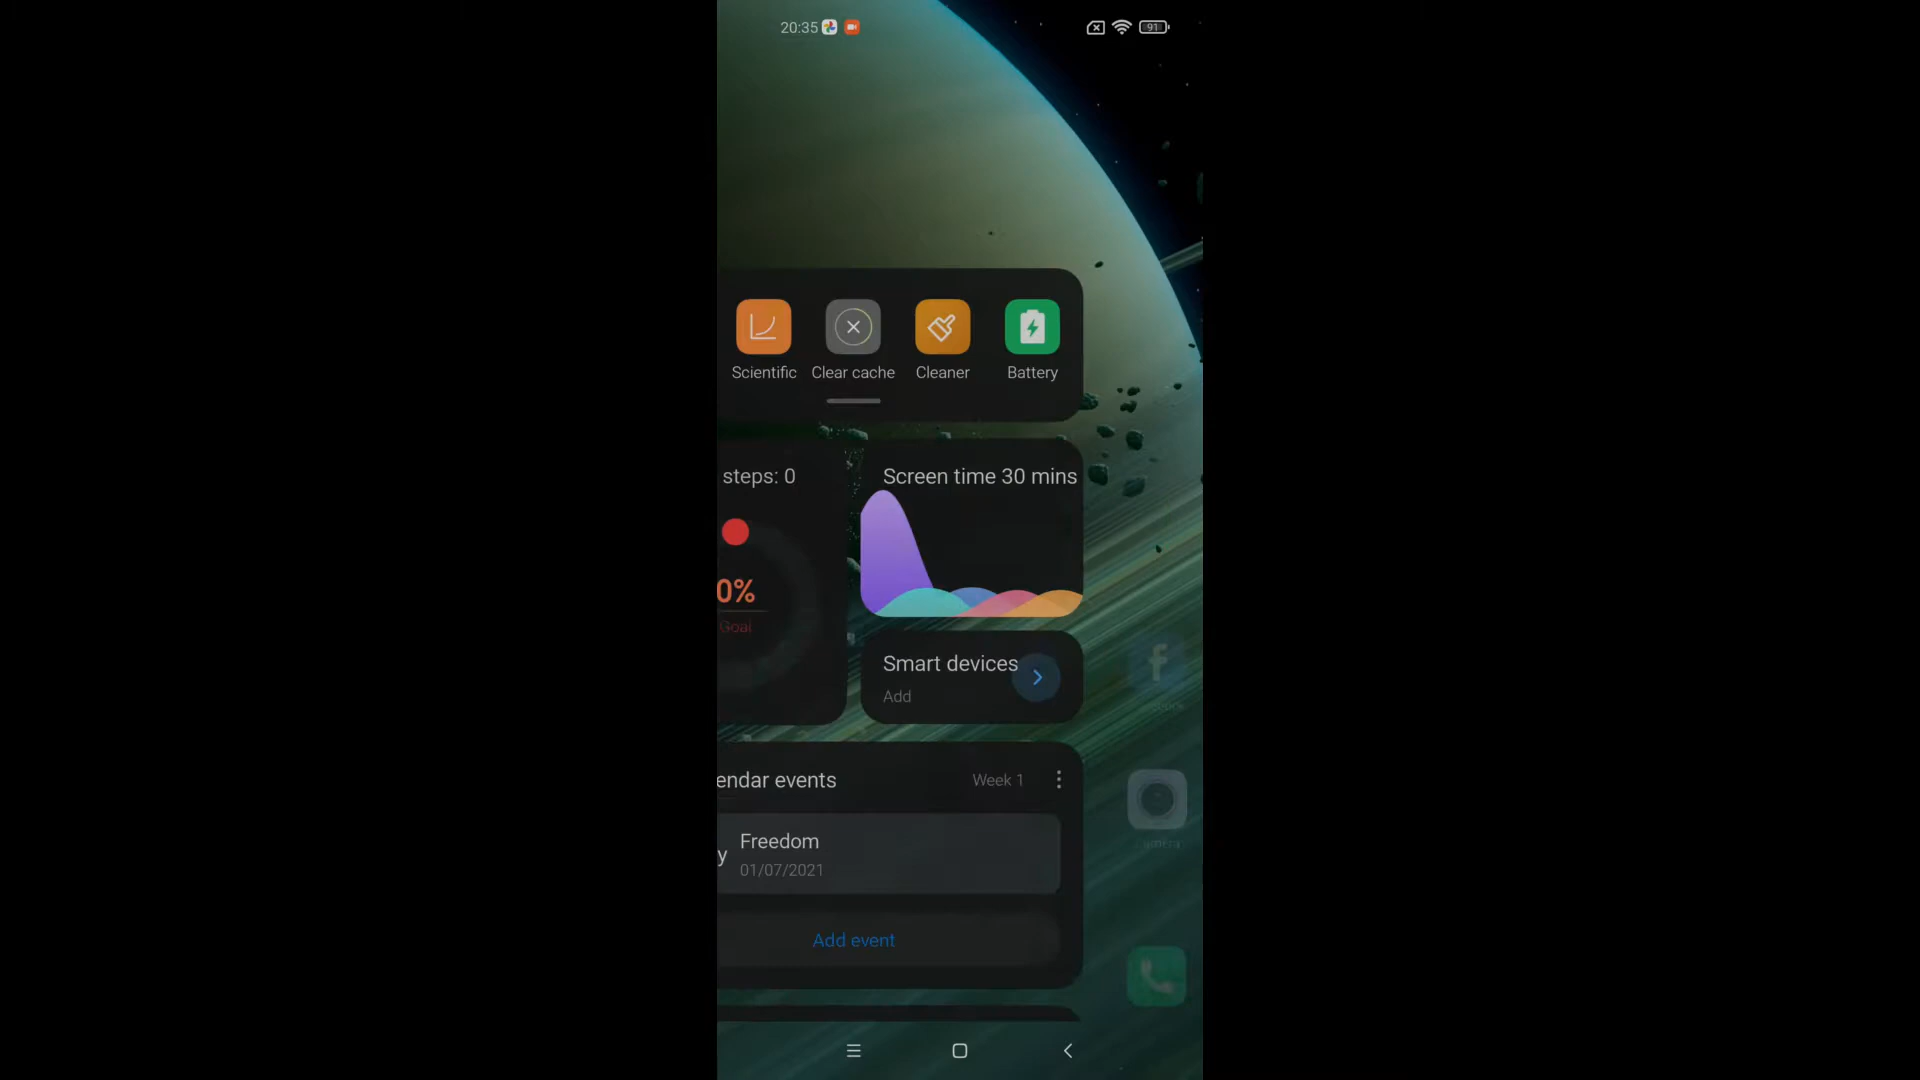 20:35
91
Scientific Clear cache Cleaner Battery
steps: 0
Screen time 30 mins
0%
Goal
Smart devices
Add
endar events
Week 1
y
Freedom
01/07/2021
Add event